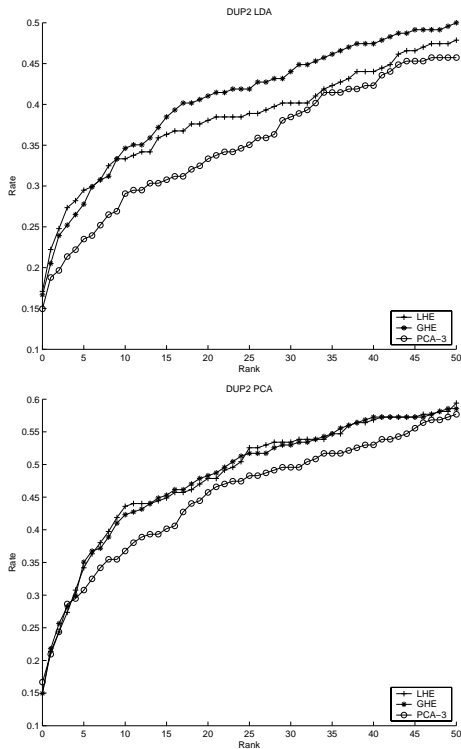 DUP2 LDA
0.5
0.45
0.4
0.35
0.3
0.25
0.2
0.15
0.1
Rate
0 5 10 15 20 25 30 35 40 45 50
Rank
LHE
GHE
PCA-3
DUP2 PCA
0.6
0.55
0.5
0.45
0.4
0.35
0.3
0.25
0.2
0.15
0.1
Rate
0 5 10 15 20 25 30 35 40 45 50
Rank
LHE
GHE
PCA-3